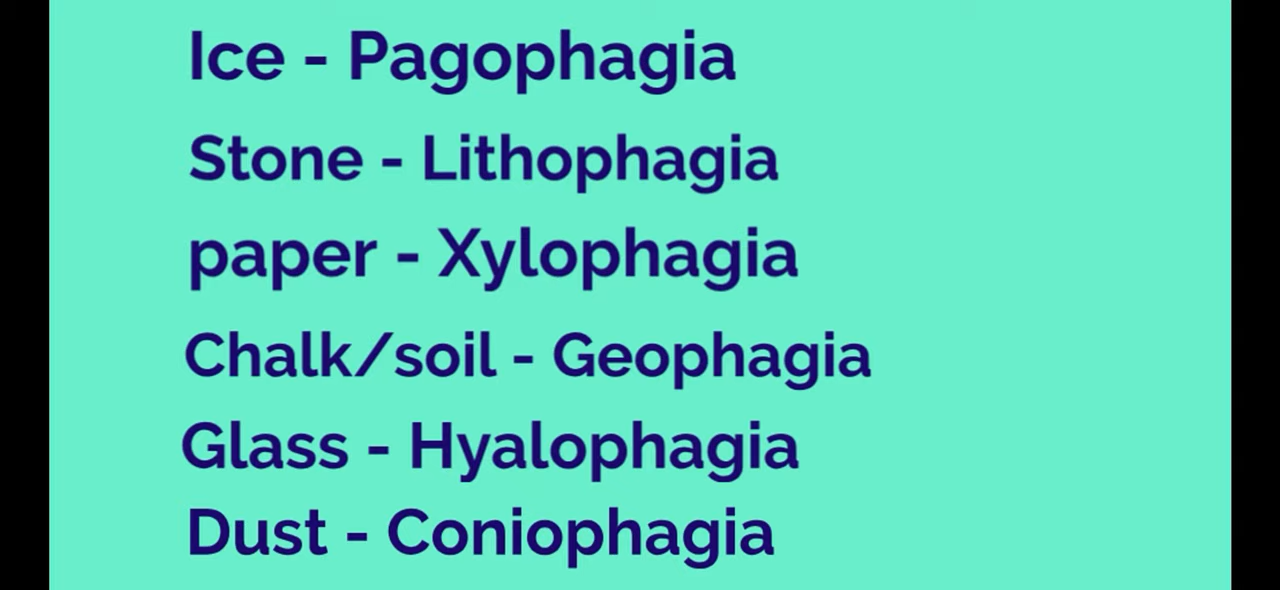 Ice - Pagophagia
Stone - Lithophagia
paper - Xylophagia
Chalk/soil - Geophagia
Glass - Hyalophagia
Dust - Coniophagia